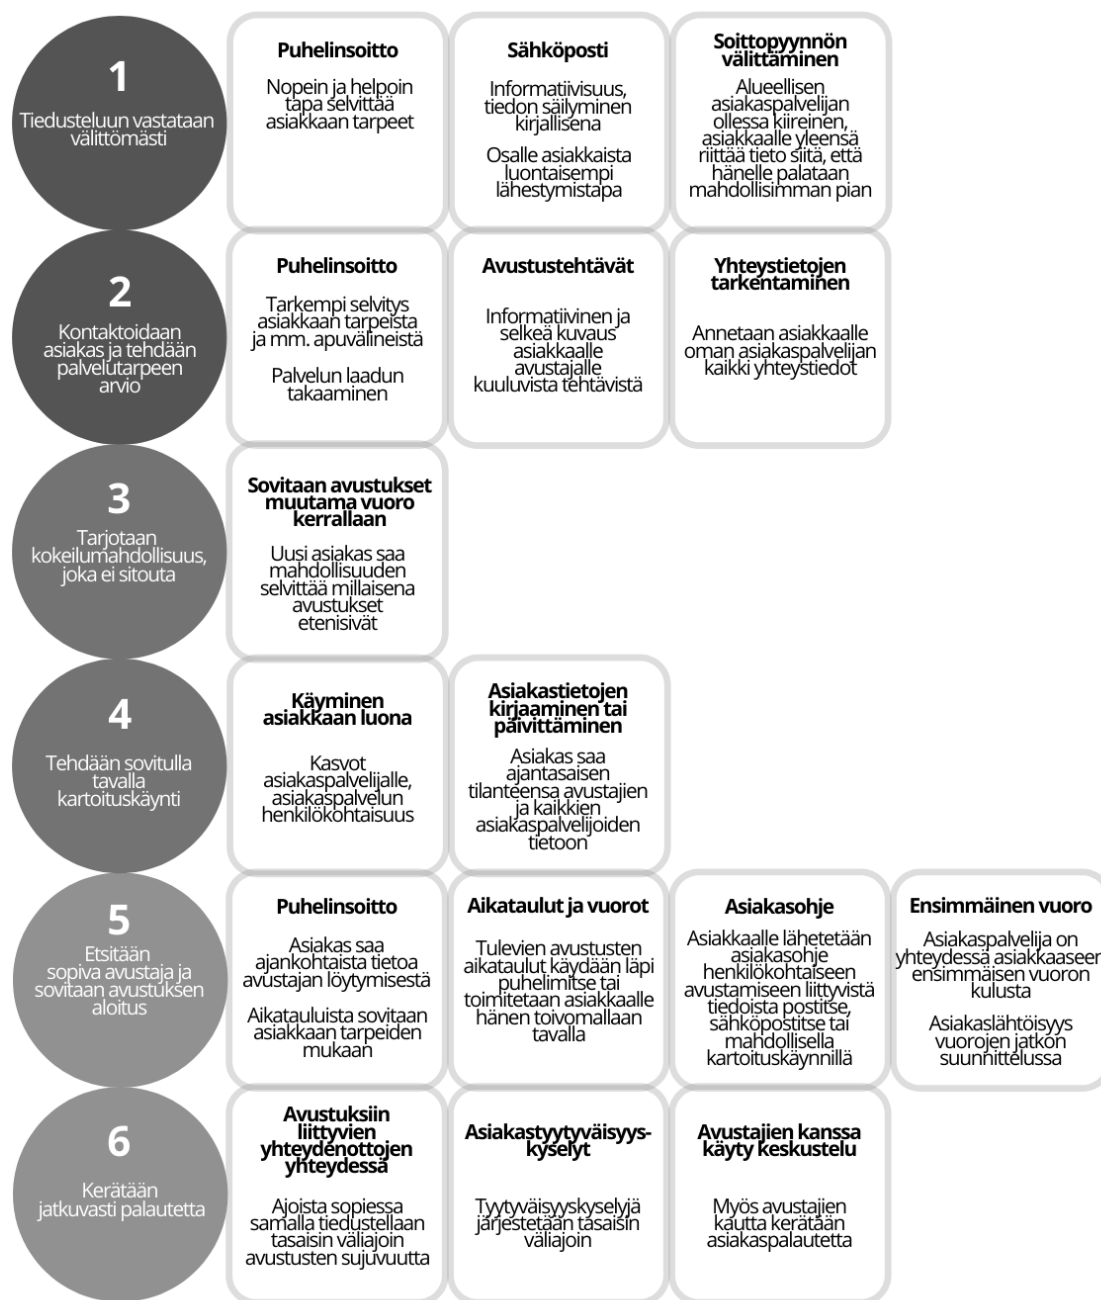 1
Tiedusteluun vastataan
välittömästi
Puhelinsoitto
Nopein ja helpoin
tapa selvittää
asiakkaan tarpeet
Sähköposti
Informatiivisuus,
tiedon säilyminen
kirjallisena
Osalle asiakkaista
luontaisempi
lähestymistapa
Soittopyynnön
välittäminen
Alueellisen
asiakaspalvelijan
ollessa kiireinen,
asiakkaalle yleensä
riittää tieto siitä, että
hänelle palataan
mahdollisimman pian
2
Kontaktoidaan
asiakas ja tehdään
palvelutarpeen
arvio
Puhelinsoitto
Tarkempi selvitys
asiakkaan tarpeista
ja mm. apuvälineistä
Palvelun laadun
takaaminen
Avustustehtävät
Informatiivinen ja
selkeä kuvaus
asiakkaalle
avustajalle
kuuluvista tehtävistä
Yhteystietojen
tarkentaminen
Annetaan asiakkaalle
oman asiakaspalvelijan
kaikki yhteystiedot
3
Tarjotaan
kokeilumahdollisuus,
joka ei sitouta
Sovitaan avustukset
muutama vuoro
kerrallaan
Uusi asiakas saa
mahdollisuuden
selvittää millaisena
avustukset
etenisivät
4
Tehdään sovitulla
tavalla
kartoituskäynti
Käyminen
asiakkaan luona
Kasvot
asiakaspalvelijalle,
asiakaspalvelun
henkilökohtaisuus
Asiakastietojen
kirjaaminen tai
päivittäminen
Asiakas saa
ajantasaisen
tilanteensa avustajien
ja kaikkien
asiakaspalvelijoiden
tietoon
5
Etsitään
sopiva avustaja ja
sovitaan avustuksen
aloitus
Puhelinsoitto
Asiakas saa
ajankohtaista tietoa
avustajan löytymisestä
Aikatauluista sovitaan
asiakkaan tarpeiden
mukaan
Aikataulut ja vuorot
Tulevien avustusten
aikataulut käydään läpi
puhelimitse tai
toimitetaan asiakkaalle
hänen toivomallaan
tavalla
Asiakasohje
Asiakkaalle lähetetään
asiakasohje
henkilökohtaiseen
avustamiseen liittyvistä
tiedoista postitse,
sähköpostitse tai
mahdollisella
kartoituskäynnillä
Ensimmäinen vuoro
Asiakaspalvelija on
yhteydessä asiakkaaseen
ensimmäisen vuoron
kulusta
Asiakaslähtöisyys
vuorojen jatkon
suunnittelussa
6
Kerätään
jatkuvasti palautetta
Avustuksiin
liittyvien
yhteydenottojen
yhteydessä
Ajoista sopiessa
samalla tiedustellaan
tasaisin väliajoin
avustusten sujuvuutta
Asiakastyytyväisyys-
kyselyt
Tyytyväisyyskyselyjä
järjestetään tasaisin
väliajoin
Avustajien kanssa
käyty keskustelu
Myös avustajien
kautta kerätään
asiakaspalautetta